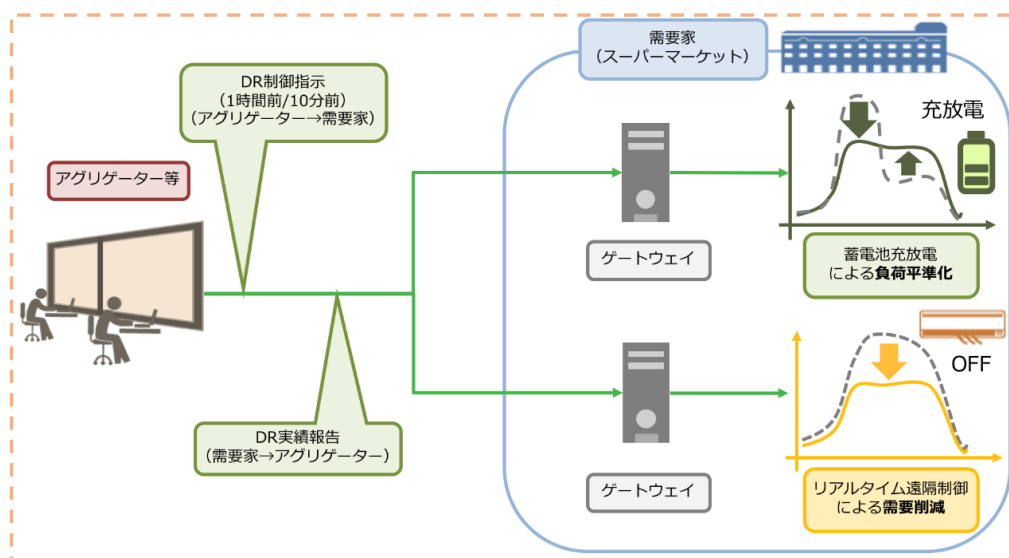 需要家
（スーパーマーケット）
DR制御指示
（1時間前/10分前）
（アグリゲーター→需要家）
アグリゲーター等
充放電
ゲートウェイ
蓄電池充放電
による負荷平準化
OFF
DR実績報告
（需要家→アグリゲーター）
ゲートウェイ
リアルタイム遠隔制御
による需要削減